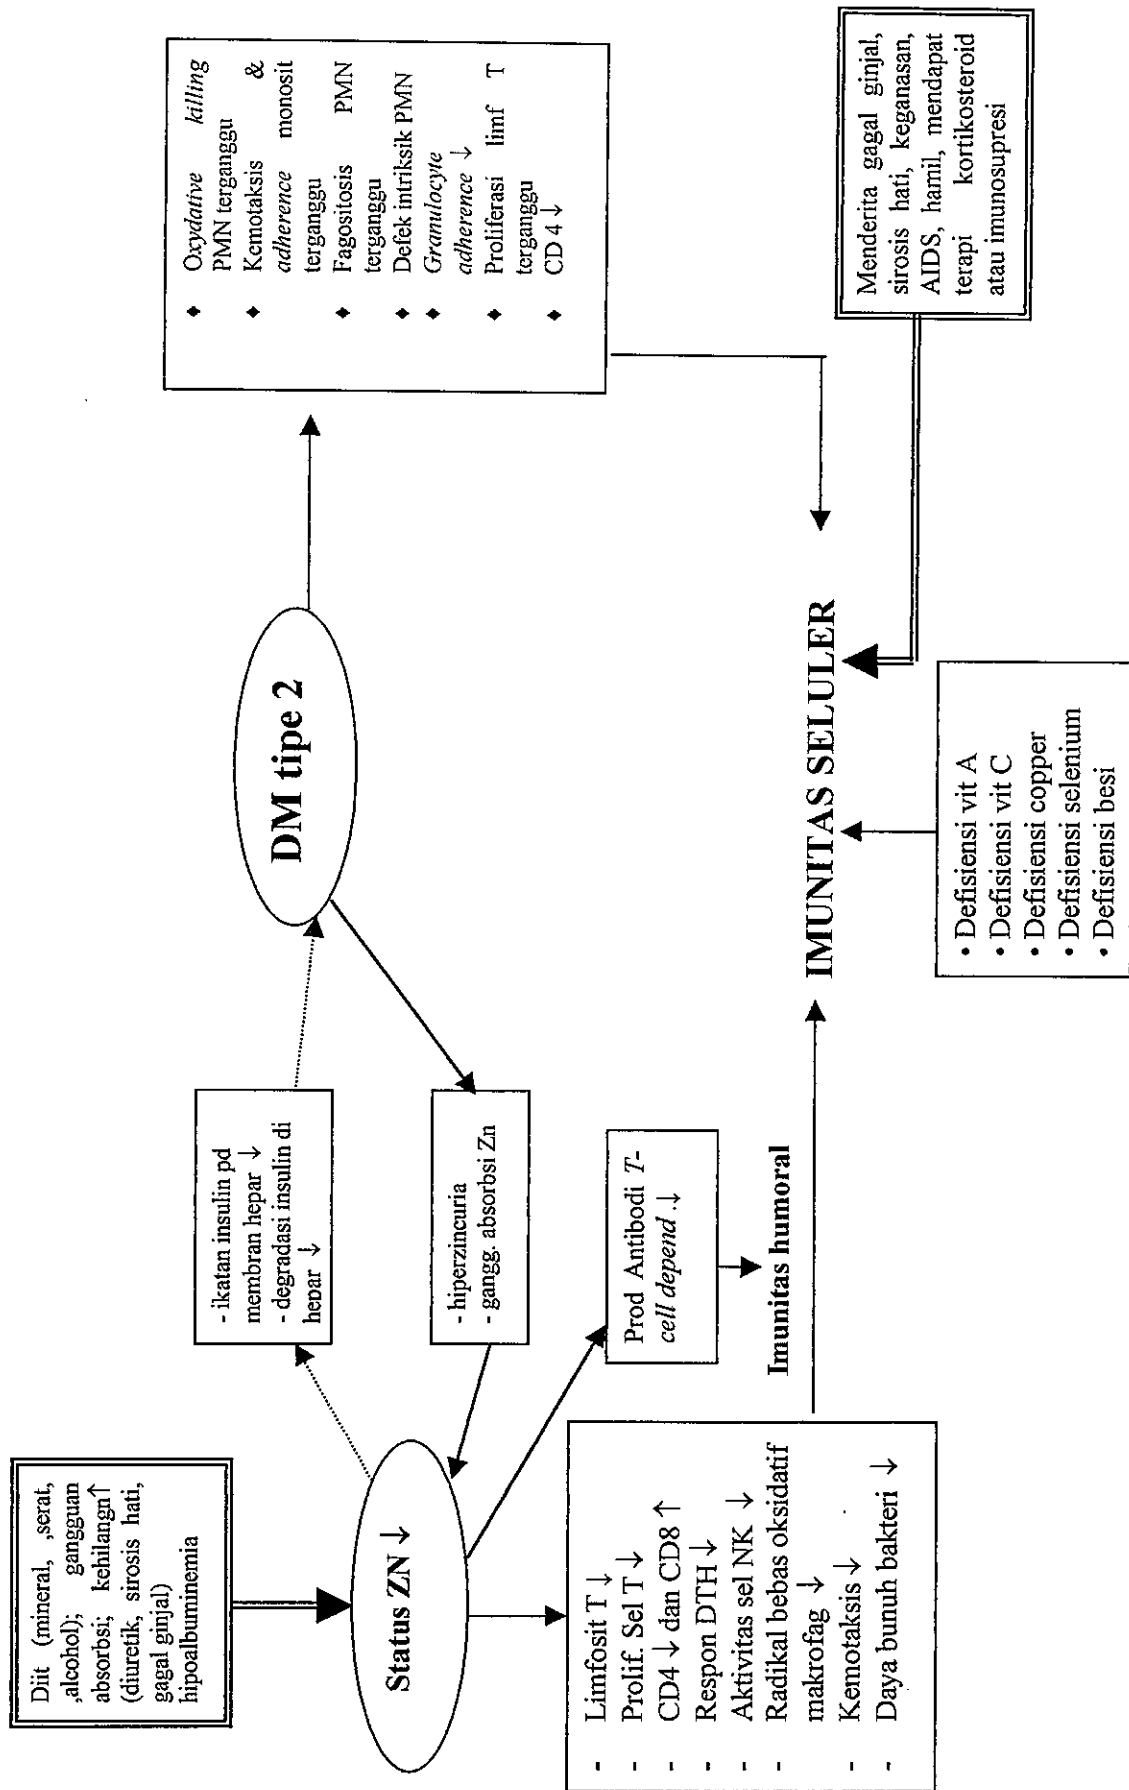 Diit (mineral, ,serat,
,alcohol); gangguan
absorbsi; kehilangn↑
(diuretik, sirosis hati,
gagal ginjal)
hipoalbuminemia
Status ZN ↓
- ikatan insulin pd
membran hepar ↓
- degradasi insulin di
hepar ↓
- hiperzincuria
- gangg. absorbsi Zn
DM tipe 2
♦ Oxydative killing
PMN terganggu
♦ Kemotaksis &
adherence monosit
terganggu
♦ Fagositosis PMN
terganggu
♦ Defek intriksik PMN
♦ Granulocyte
adherence ↓
♦ Proliferasi limf T
terganggu
♦ CD 4↓
- Limfosit T ↓
- Prolif. Sel T ↓
- CD4 ↓ dan CD8 ↑
- Respon DTH ↓
- Aktivitas sel NK ↓
- Radikal bebas oksidatif
makrofag ↓
- Kemotaksis ↓
- Daya bunuh bakteri ↓
Prod Antibodi T-
cell depend .↓
Imunitas humoral
IMUNITAS SELULER
• Defisiensi vit A
• Defisiensi vit C
• Defisiensi copper
• Defisiensi selenium
• Defisiensi besi
Menderita gagal ginjal,
sirosis hati, keganasan,
AIDS, hamil, mendapat
terapi kortikosteroid
atau imunosupresi